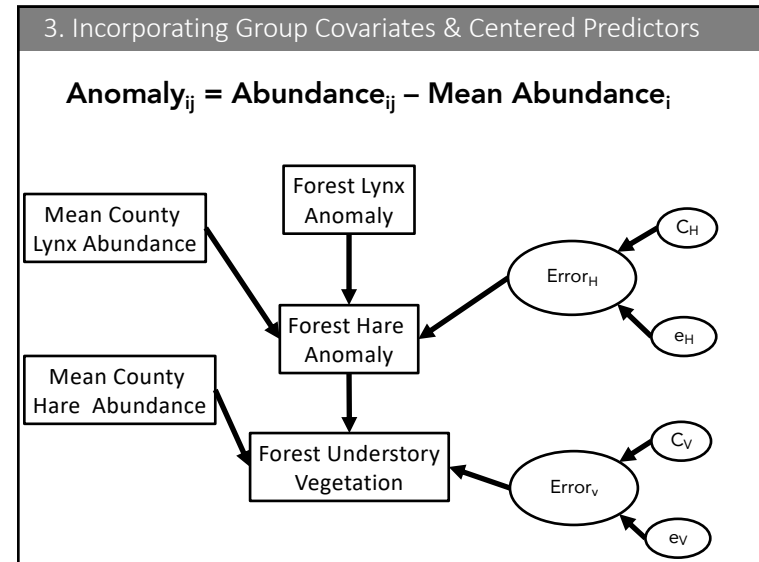 3. Incorporating Group Covariates & Centered Predictors
Anomalyij = Abundanceij – Mean Abundancei
Forest Lynx
Anomaly
Mean County
Lynx Abundance
CH
ErrorH
Forest Hare
Anomaly
eH
Mean County
Hare Abundance
CV
Forest Understory
Vegetation
Errorv
eV